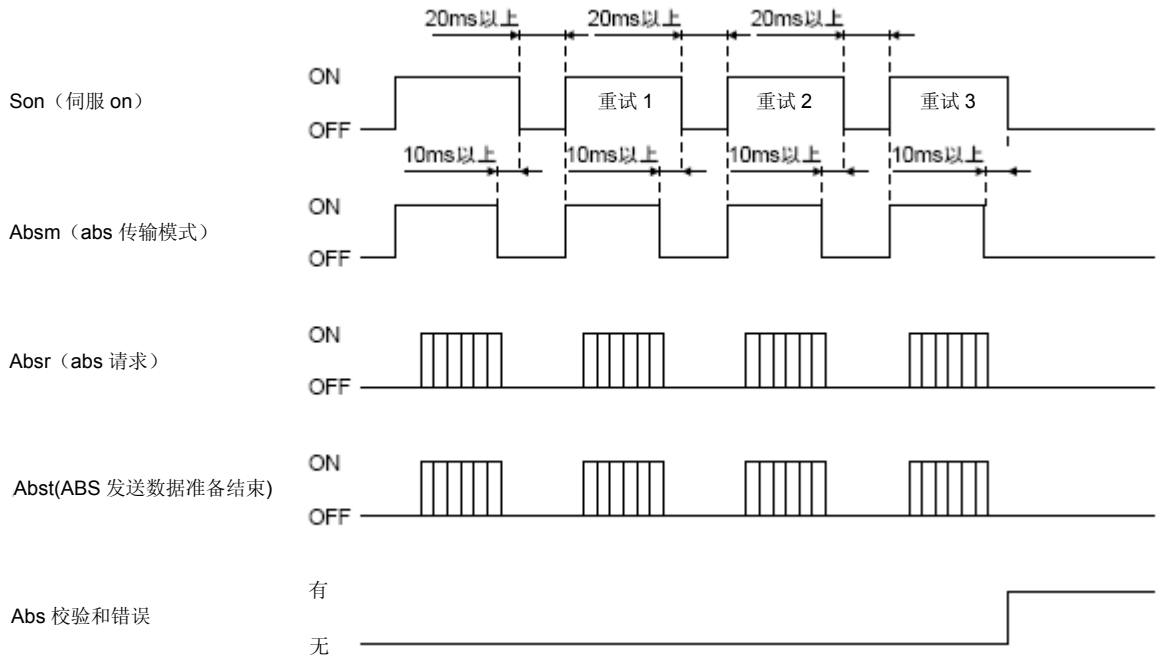 20ms以上 20ms以上 20ms以上
ON
Son（伺服 on） 重试 1 重试 2 重试 3
OFF
10ms以上 10ms以上 10ms以上 10ms以上
ON
Absm（abs 传输模式）
OFF
ON
Absr（abs 请求）
OFF
ON
Abst(ABS 发送数据准备结束)
OFF
有
Abs 校验和错误
无